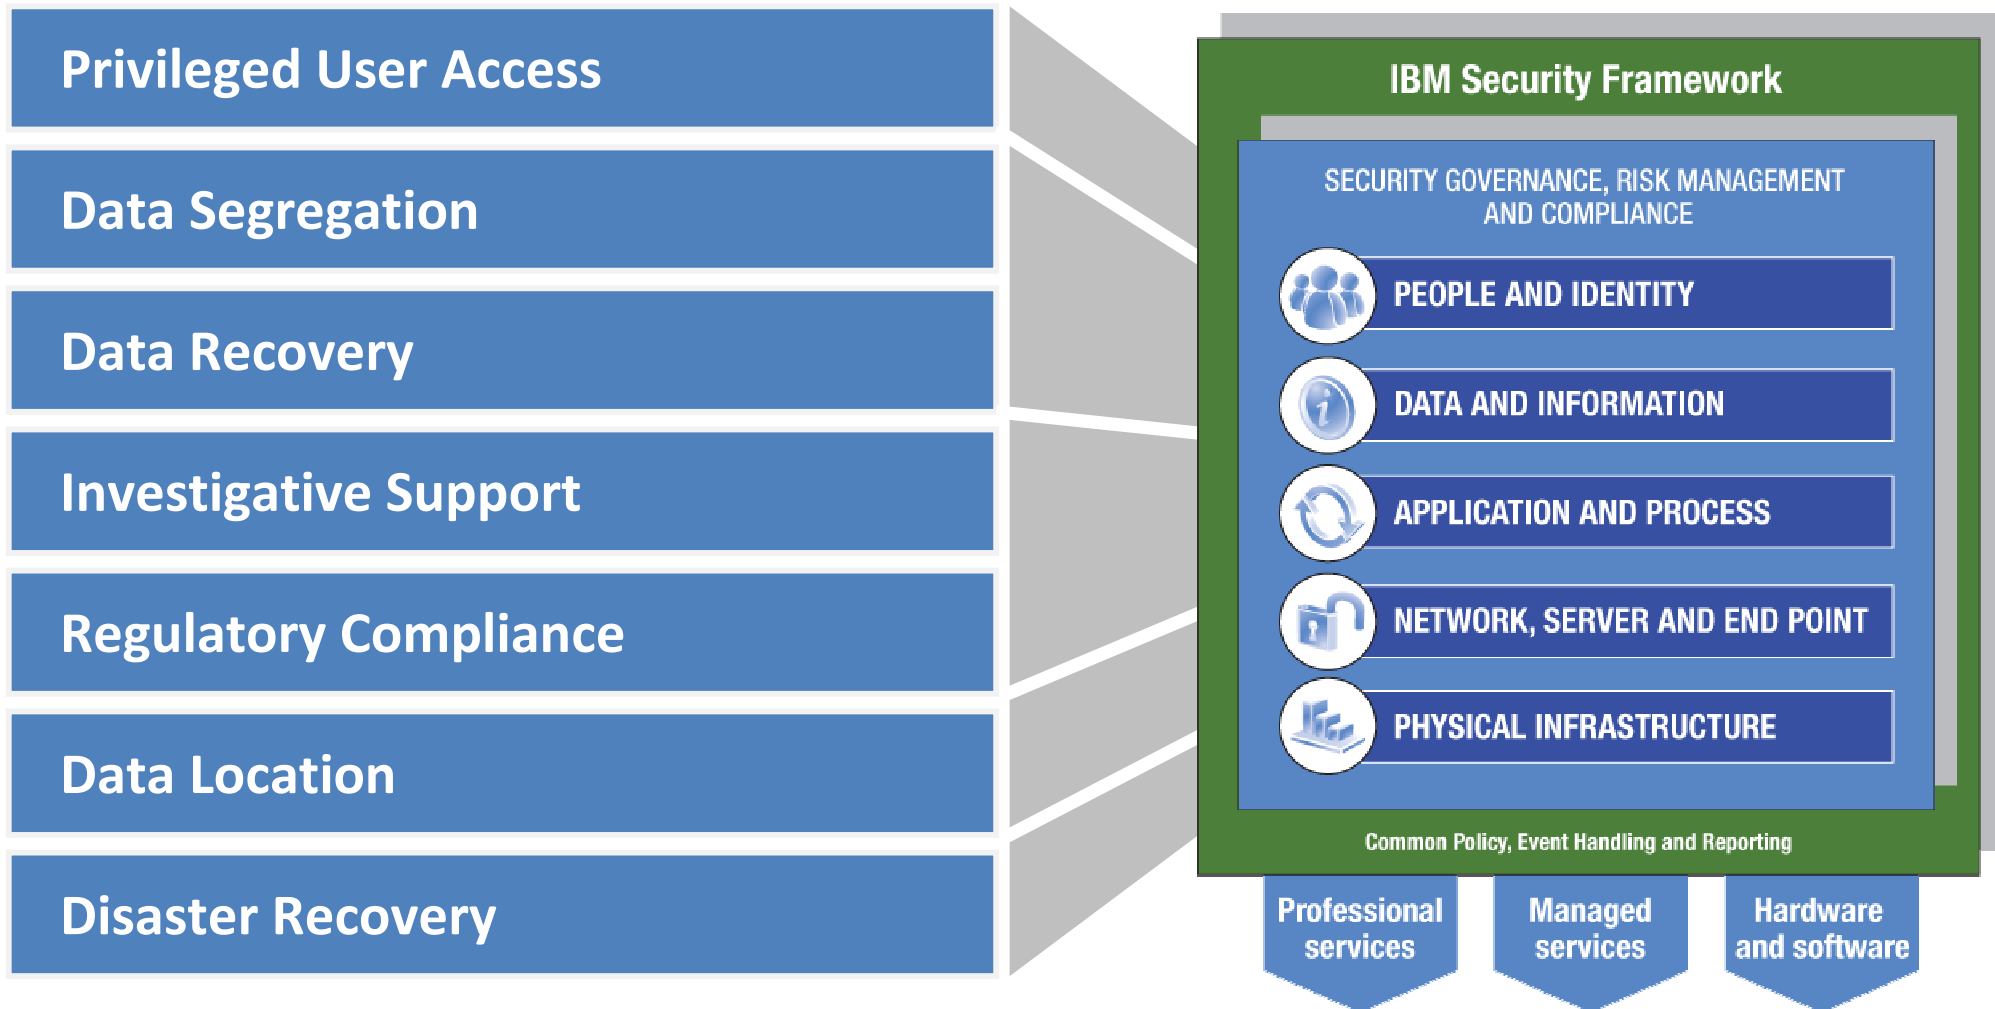 Privileged User Access
Data Segregation
Data Recovery
Investigative Support
Regulatory Compliance
Data Location
Disaster Recovery
IBM Security Framework
SECURITY GOVERNANCE, RISK MANAGEMENT
AND COMPLIANCE
PEOPLE AND IDENTITY
DATA AND INFORMATION
APPLICATION AND PROCESS
NETWORK, SERVER AND END POINT
PHYSICAL INFRASTRUCTURE
Common Policy, Event Handling and Reporting
Professional
services
Managed
services
Hardware
and software